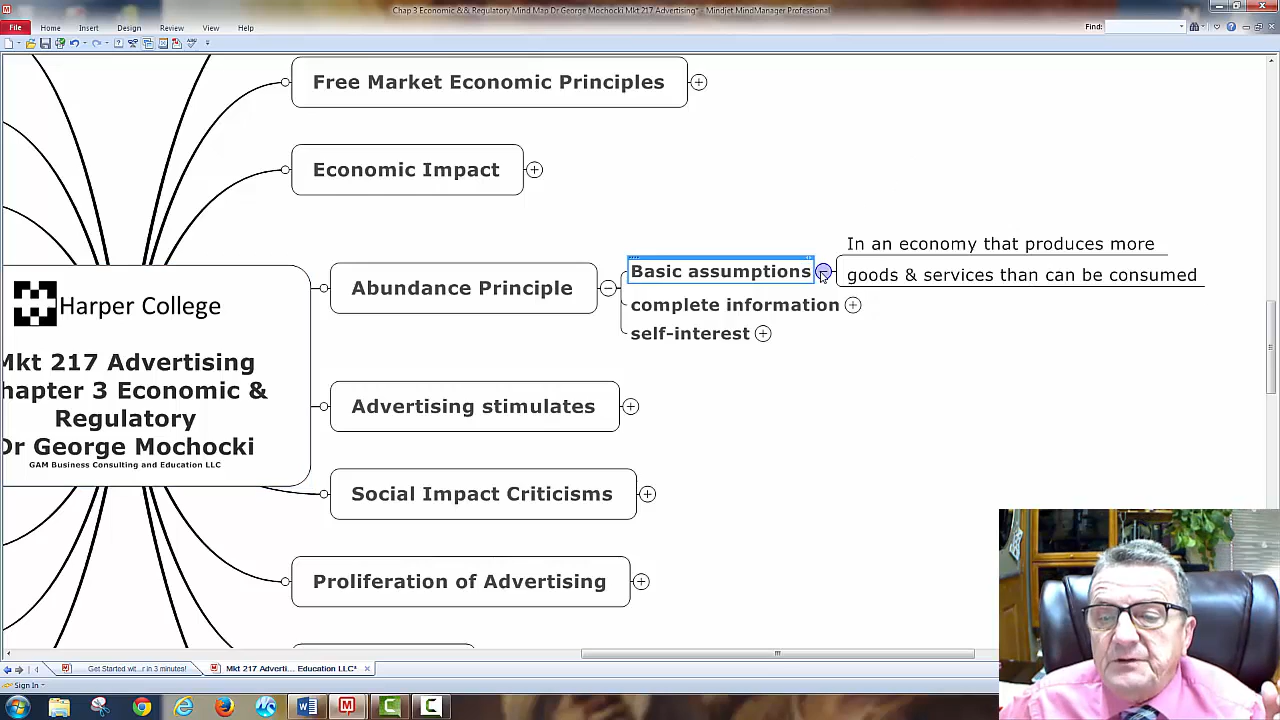 Chap 3 Economic & & Regulatory Mind Map Dr George Mochocki Mkt 217 Advertising* - Mindjet MindManager Professional
File Home Insert Design Review View Help Find:
Free Market Economic Principles
Economic Impact
In an economy that produces more
Basic assumptions
goods & services than can be consumed
Abundance Principle
complete information
self-interest
Harper College
Mkt 217 Advertising
hapter 3 Economic &
Regulatory
Dr George Mochocki
GAM Business Consulting and Education LLC
Advertising stimulates
Social Impact Criticisms
Proliferation of Advertising
Get Started wit...r in 3 minutes!
Mkt 217 Adverti... Education LLC*
Sign In